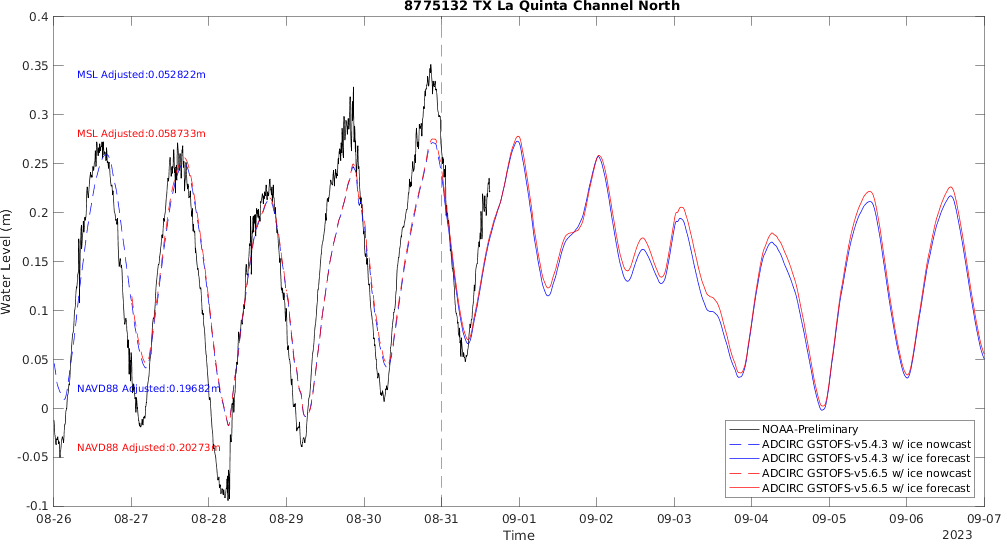 8775132 TX La Quinta Channel North
0.4
0.35
0.3
0.25
0.2
0.15
0.1
0.05
0
-0.05
-0.1
Water Level (m)
MSL Adjusted:0.052822m
MSL Adjusted:0.058733m
NAVD88 Adjusted:0.19682m
NAVD88 Adjusted:0.20273m
NOAA-Preliminary
ADCIRC GSTOFS-v5.4.3 w/ ice nowcast
ADCIRC GSTOFS-v5.4.3 w/ ice forecast
ADCIRC GSTOFS-v5.6.5 w/ ice nowcast
ADCIRC GSTOFS-v5.6.5 w/ ice forecast
08-26 08-27 08-28 08-29 08-30 08-31 09-01 09-02 09-03 09-04 09-05 09-06 09-07
Time
2023